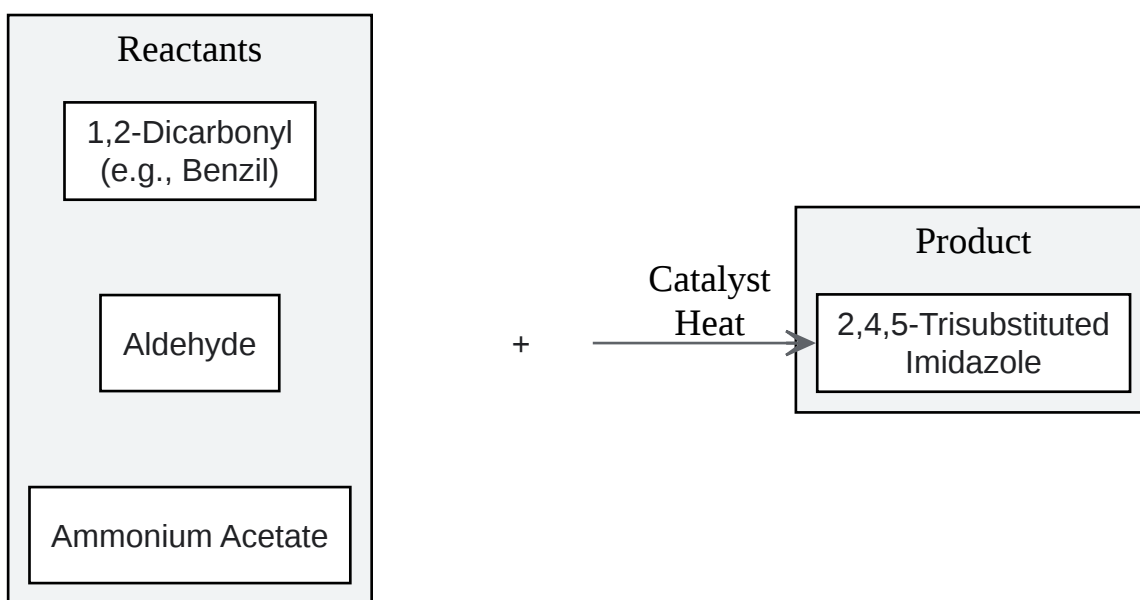 Reactants
1,2-Dicarbonyl
(e.g., Benzil)
Aldehyde
Ammonium Acetate
+
Catalyst
Heat
Product
2,4,5-Trisubstituted
Imidazole